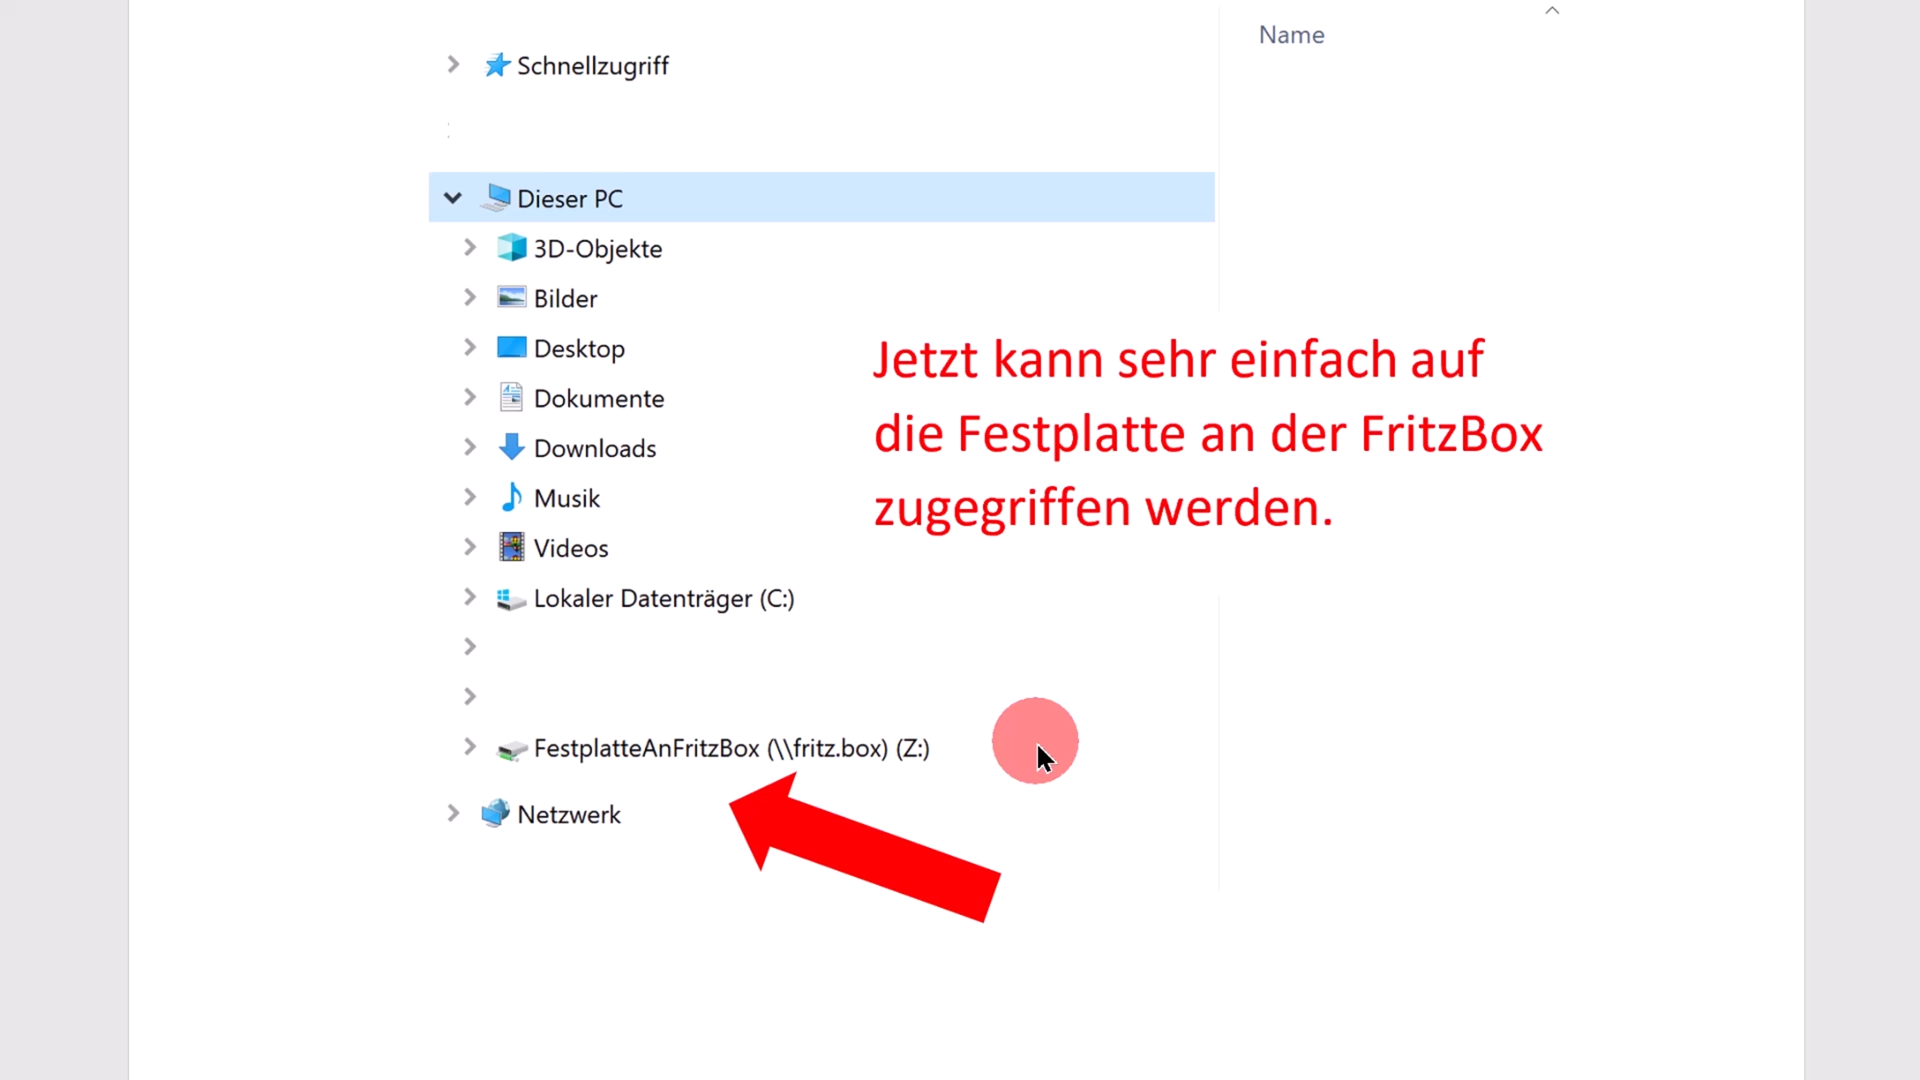 Name
Schnellzugriff
Dieser PC
3D-Objekte
Bilder
Desktop
Dokumente
Downloads
Musik
Videos
Lokaler Datenträger (C:)
FestplatteAnFritzBox (\\fritz.box) (Z:)
Netzwerk
Jetzt kann sehr einfach auf
die Festplatte an der FritzBox
zugegriffen werden.